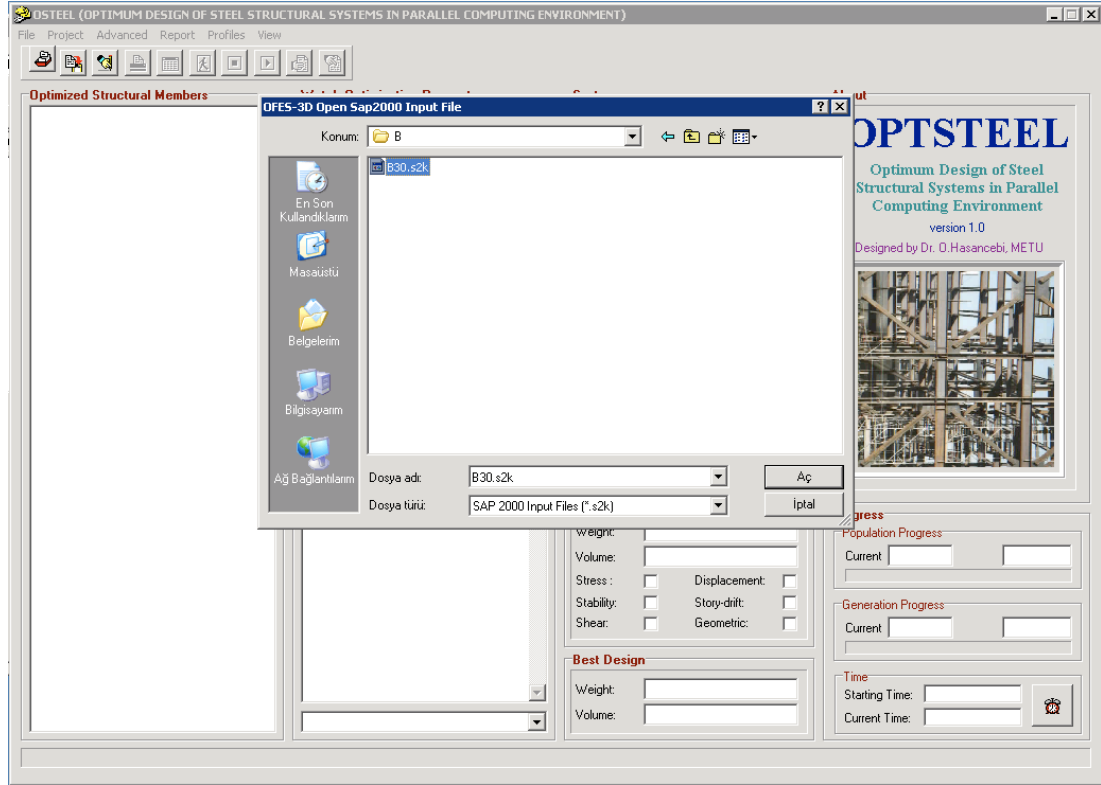 OSTEEL (OPTIMUM DESIGN OF STEEL STRUCTURAL SYSTEMS IN PARALLEL COMPUTING ENVIRONMENT)
File Project Advanced Report Profiles View
Optimized Structural Members
OFES-3D Open Sap2000 Input File
Konum: B
B30.s2k
En Son
Kullandıklarım
Masaüstü
Belgelerim
Bilgisayarım
Ağ Bağlantılarım
Dosya adı: B30.s2k Aç
Dosya türü: SAP 2000 Input Files (*.s2k) İptal
OPTSTEEL
Optimum Design of Steel
Structural Systems in Parallel
Computing Environment
version 1.0
Designed by Dr. O.Hasancebi, METU
Weight:
Volume:
Stress : Displacement:
Stability: Story-drift:
Shear: Geometric:
Best Design
Weight:
Volume:
Population Progress
Current
Generation Progress
Current
Time
Starting Time:
Current Time: